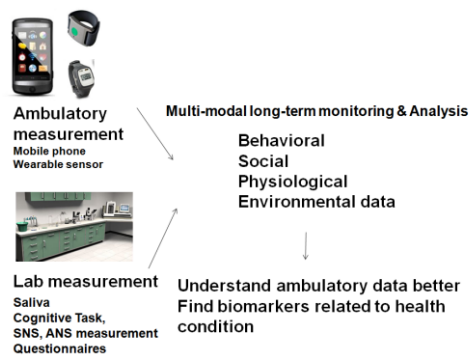 Ambulatory
measurement
Mobile phone
Wearable sensor
Multi-modal long-term monitoring & Analysis
Behavioral
Social
Physiological
Environmental data
Lab measurement
Saliva
Cognitive Task,
SNS, ANS measurement
Questionnaires
Understand ambulatory data better
Find biomarkers related to health
condition